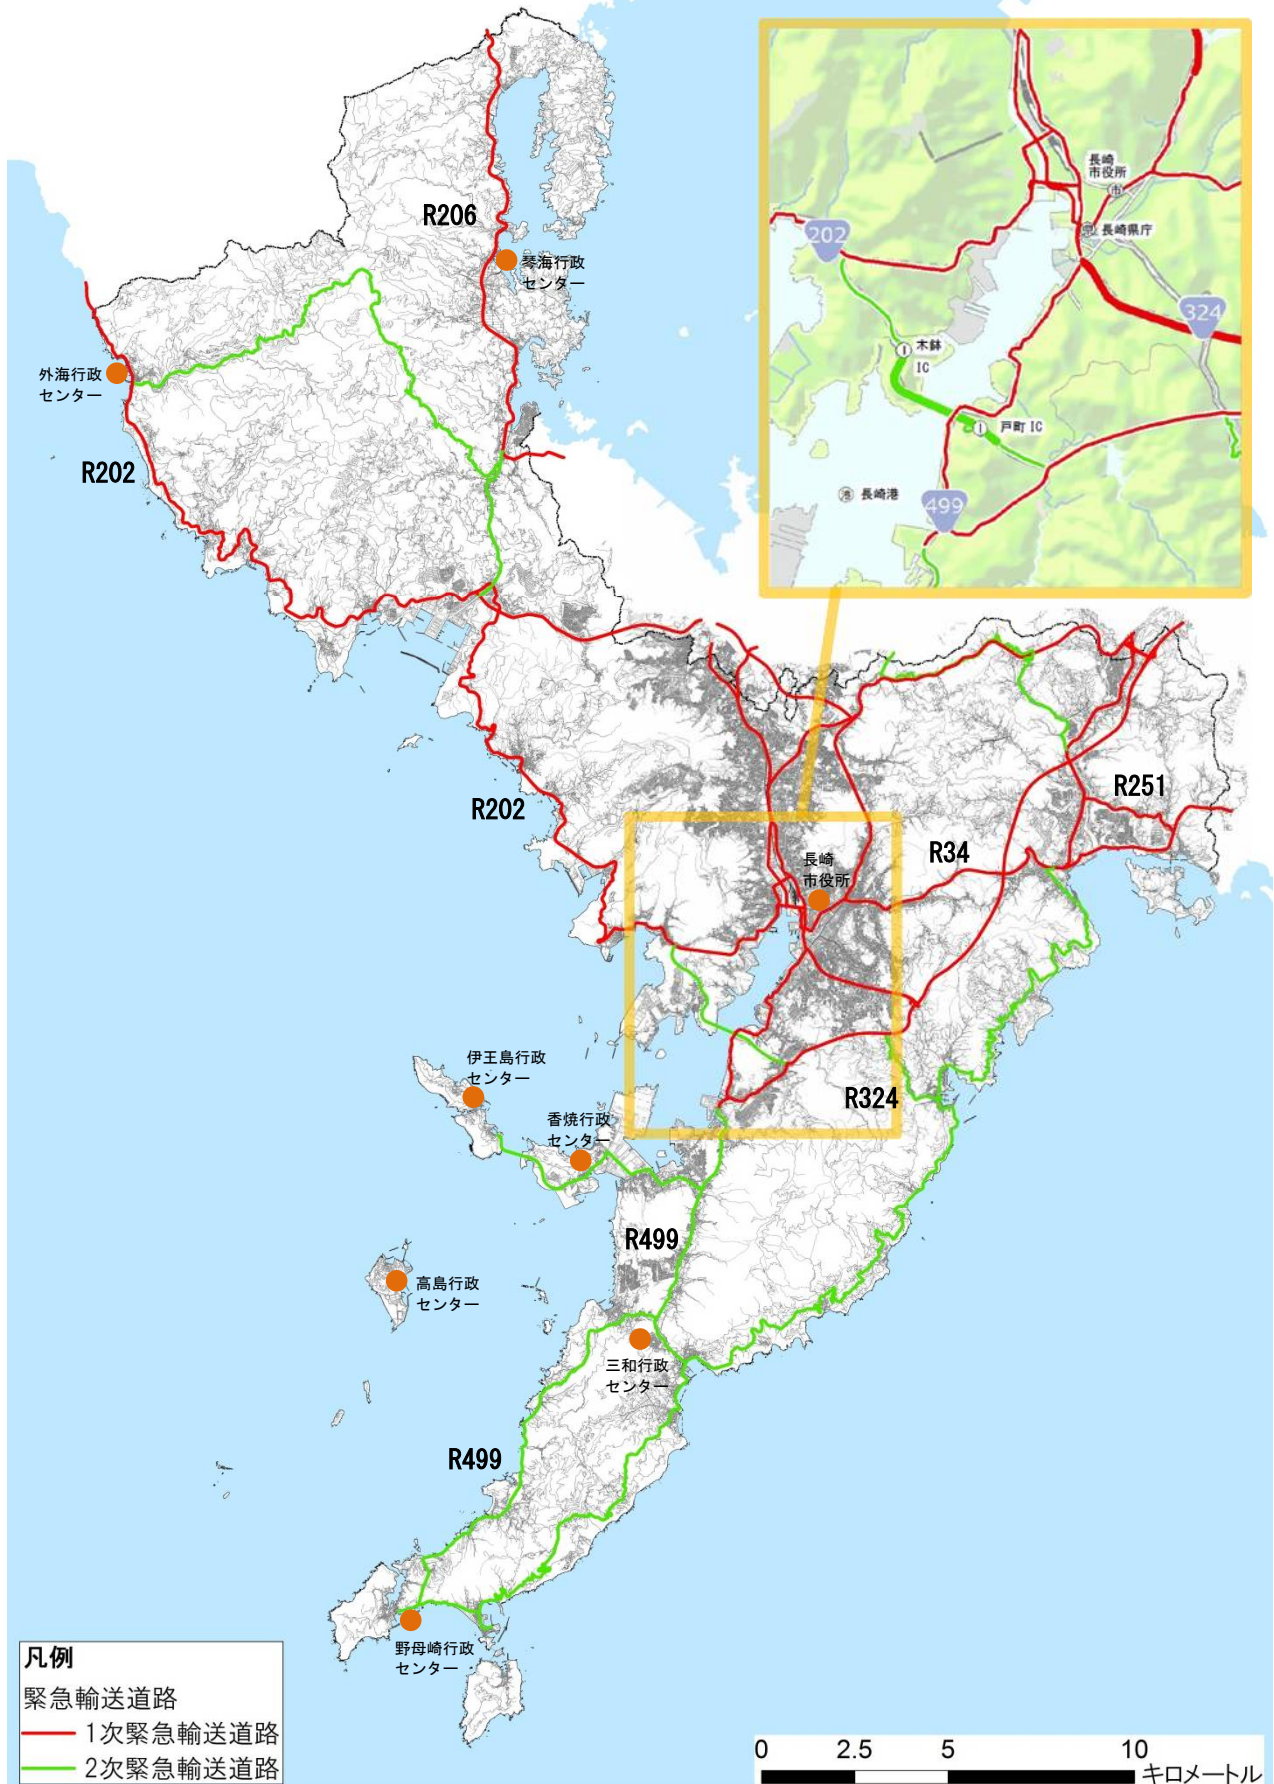 R206
琴海行政
センター
外海行政
センター
R202
202
長崎
市役所
市
長崎県庁
324
木鉢
IC
戸町 IC
長崎港
499
R202
R251
R34
長崎
市役所
R324
伊王島行政
センター
香焼行政
センター
R499
高島行政
センター
三和行政
センター
R499
野母崎行政
センター
凡例
緊急輸送道路
1次緊急輸送道路
2次緊急輸送道路
0 2.5 5 10
キロメートル